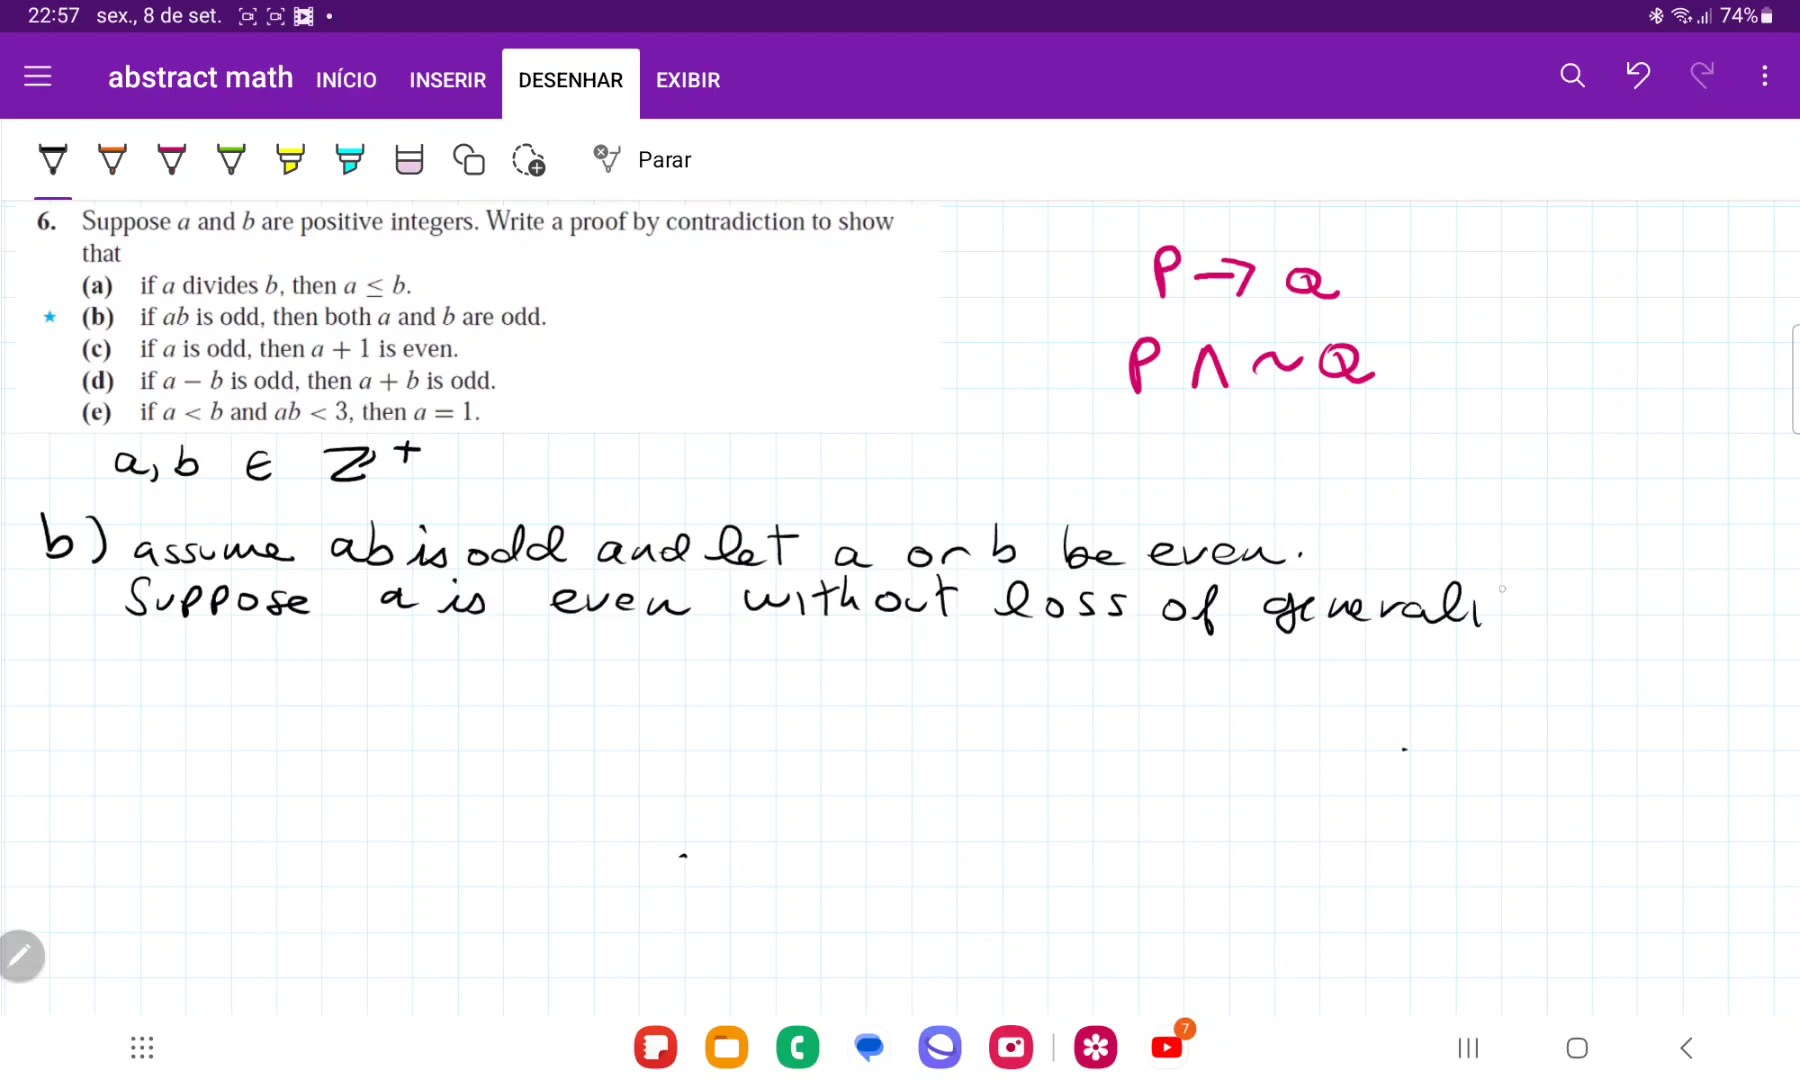 22:57 sex., 8 de set. 74%
abstract math INÍCIO INSERIR DESENHAR EXIBIR
Parar
6. Suppose a and b are positive integers. Write a proof by contradiction to show
that
(a) if a divides b, then a ≤ b.
★ (b) if ab is odd, then both a and b are odd.
(c) if a is odd, then a + 1 is even.
(d) if a − b is odd, then a + b is odd.
(e) if a < b and ab < 3, then a = 1.
P → Q
P ∧ ~Q
a, b ∈ Z⁺
b) assume ab is odd and let a or b be even.
Suppose a is even without loss of generali
7